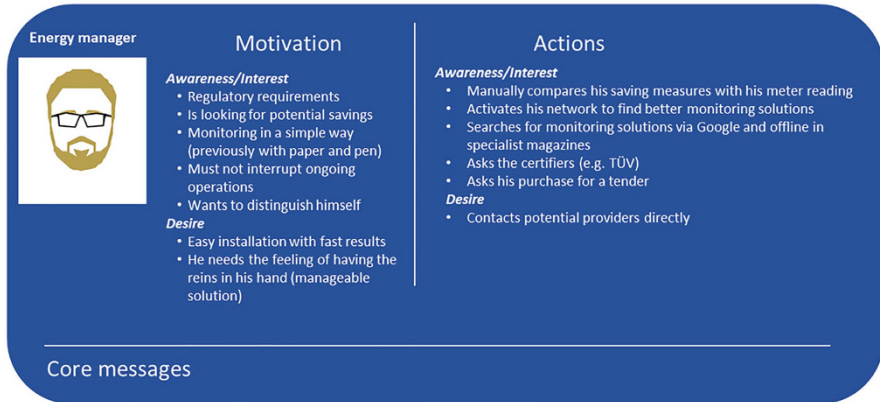 Energy manager
Motivation
Awareness/Interest
• Regulatory requirements
• Is looking for potential savings
• Monitoring in a simple way
(previously with paper and pen)
• Must not interrupt ongoing
operations
• Wants to distinguish himself
Desire
• Easy installation with fast results
• He needs the feeling of having the
reins in his hand (manageable
solution)
Actions
Awareness/Interest
• Manually compares his saving measures with his meter reading
• Activates his network to find better monitoring solutions
• Searches for monitoring solutions via Google and offline in
specialist magazines
• Asks the certifiers (e.g. TÜV)
• Asks his purchase for a tender
Desire
• Contacts potential providers directly
Core messages